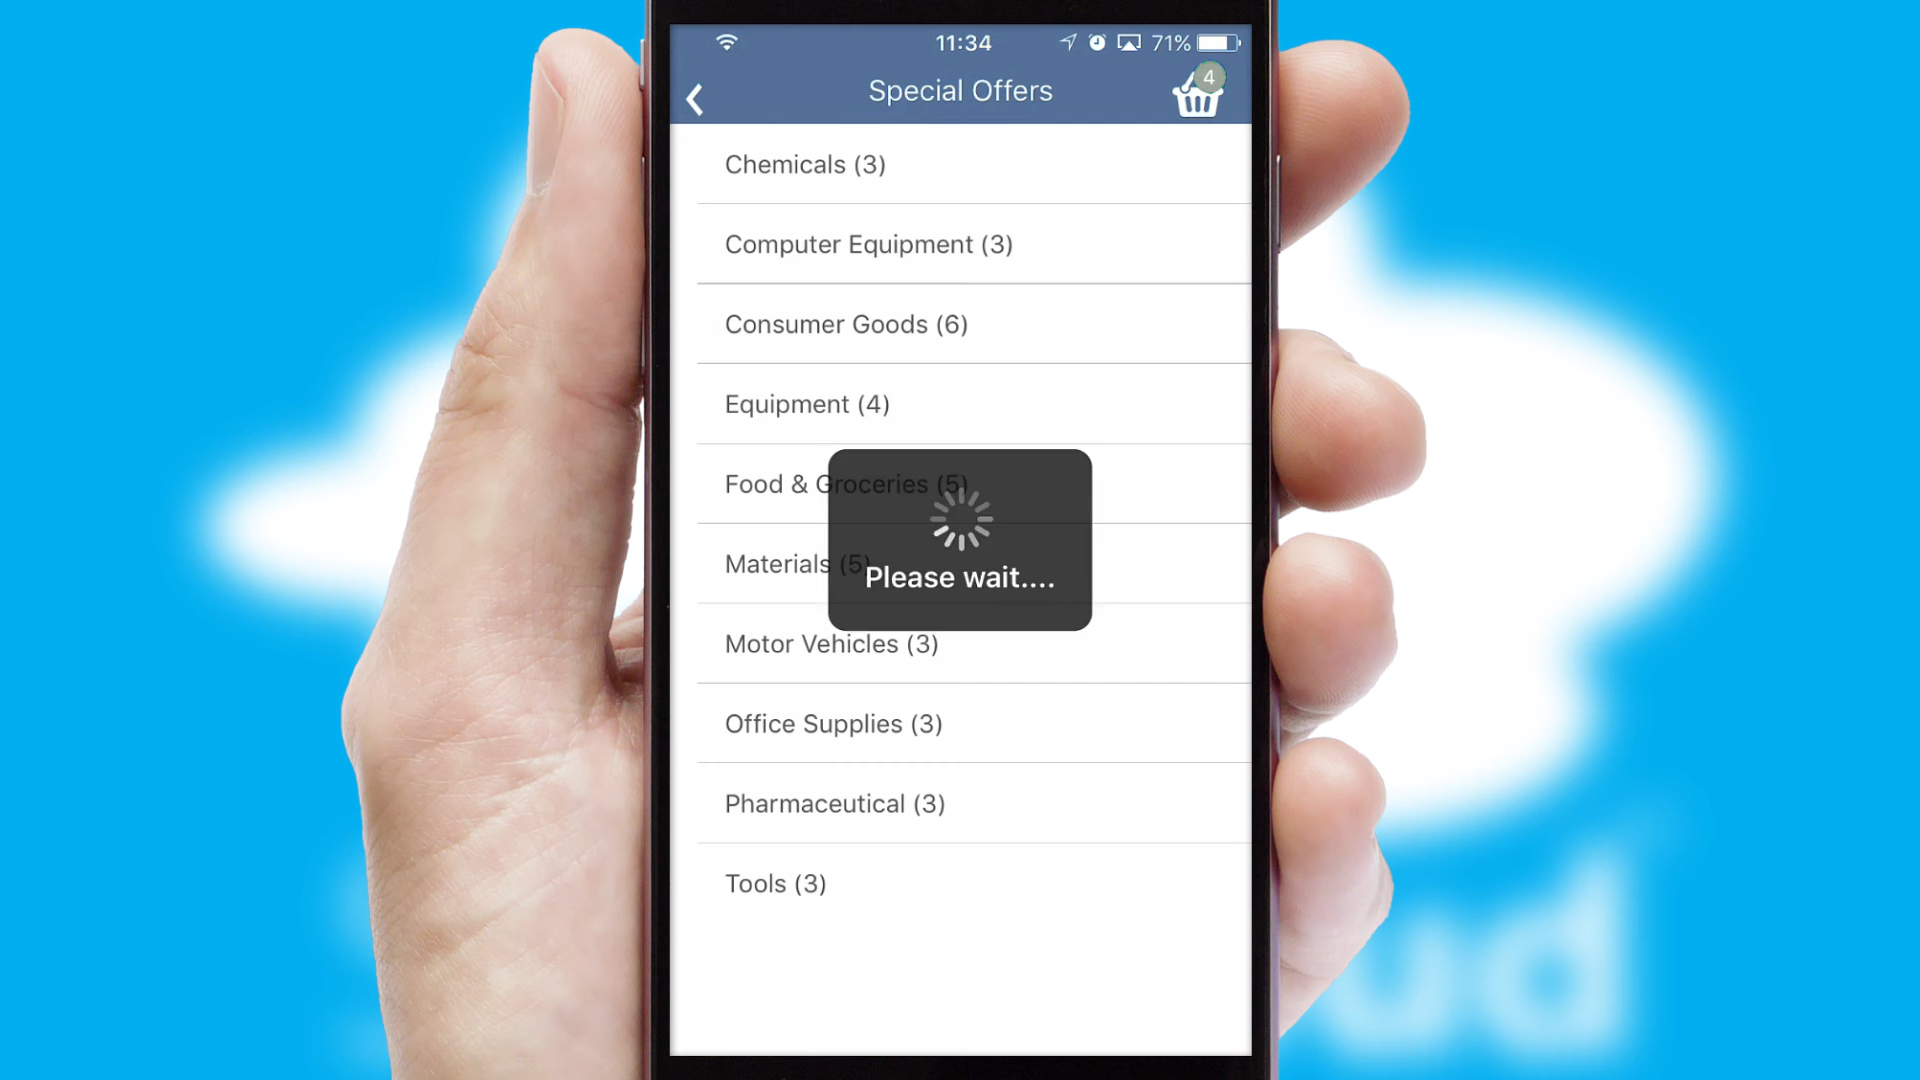 11:34
71%
Special Offers
4
Chemicals (3)
Computer Equipment (3)
Consumer Goods (6)
Equipment (4)
Food & Groceries (5)
Materials (5)
Please wait....
Motor Vehicles (3)
Office Supplies (3)
Pharmaceutical (3)
Tools (3)
ud